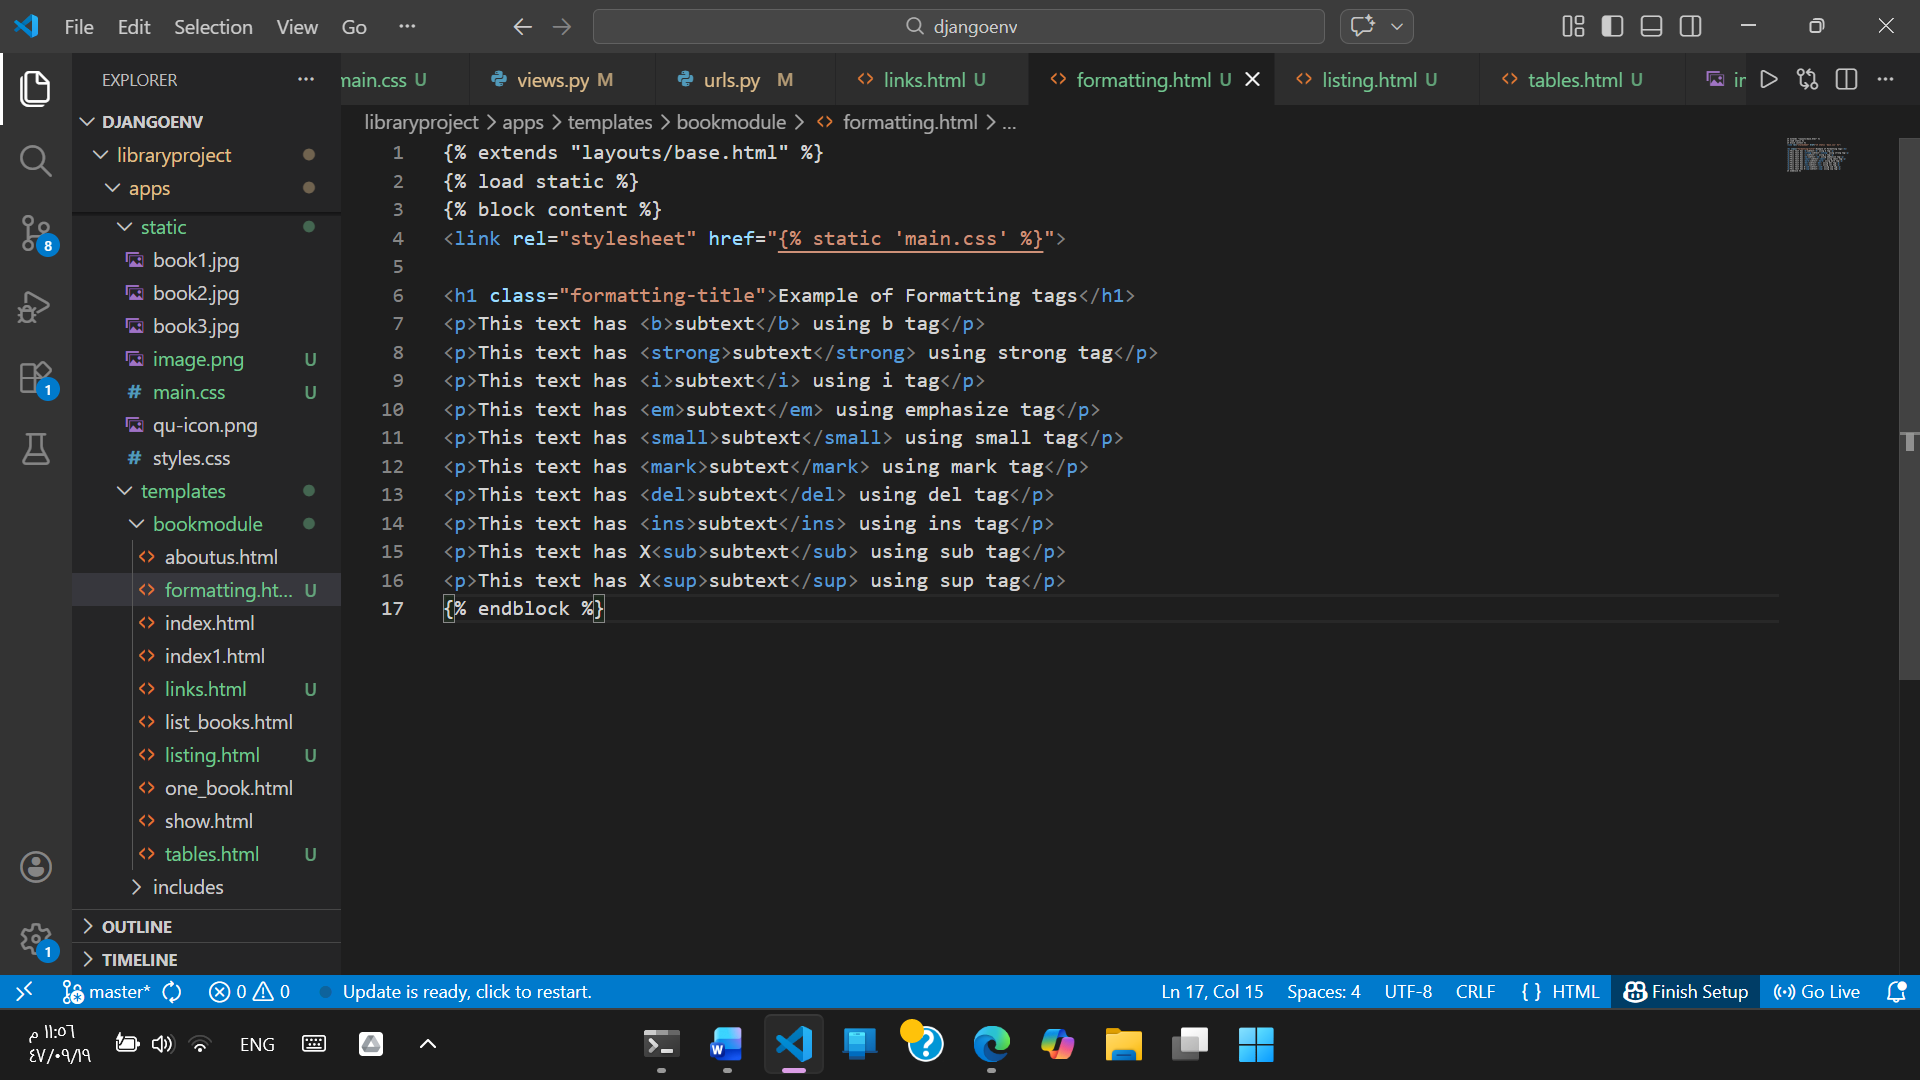 File Edit Selection View Go
djangoenv
EXPLORER
main.css U
views.py M
urls.py M
links.html U
formatting.html U
listing.html U
tables.html U
libraryproject > apps > templates > bookmodule > formatting.html > ...
DJANGOENV
libraryproject
apps
static
book1.jpg
book2.jpg
book3.jpg
image.png U
main.css U
qu-icon.png
styles.css
templates
bookmodule
aboutus.html
formatting.ht... U
index.html
index1.html
links.html U
list_books.html
listing.html U
one_book.html
show.html
tables.html U
includes
OUTLINE
TIMELINE
8
1
1
1 {% extends "layouts/base.html" %}
2 {% load static %}
3 {% block content %}
4 <link rel="stylesheet" href="{% static 'main.css' %}">
5
6 <h1 class="formatting-title">Example of Formatting tags</h1>
7 <p>This text has <b>subtext</b> using b tag</p>
8 <p>This text has <strong>subtext</strong> using strong tag</p>
9 <p>This text has <i>subtext</i> using i tag</p>
10 <p>This text has <em>subtext</em> using emphasize tag</p>
11 <p>This text has <small>subtext</small> using small tag</p>
12 <p>This text has <mark>subtext</mark> using mark tag</p>
13 <p>This text has <del>subtext</del> using del tag</p>
14 <p>This text has <ins>subtext</ins> using ins tag</p>
15 <p>This text has X<sub>subtext</sub> using sub tag</p>
16 <p>This text has X<sup>subtext</sup> using sup tag</p>
17 {% endblock %}
master* 0 0 Update is ready, click to restart. Ln 17, Col 15 Spaces: 4 UTF-8 CRLF { } HTML Finish Setup Go Live
١١:٥٦ م
٤٧/٠٩/١٩
ENG